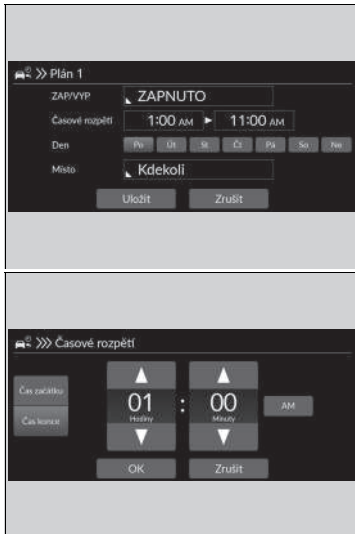 Plán 1
ZAP/VYP ZAPNUTO
Časové rozpětí 1:00 AM 11:00 AM
Den Po Út St Čt Pá So Ne
Místo Kdekoli
Uložit Zrušit
Časové rozpětí
Čas začátku
Čas konce
01 : 00 AM
Hodiny Minuty
OK Zrušit